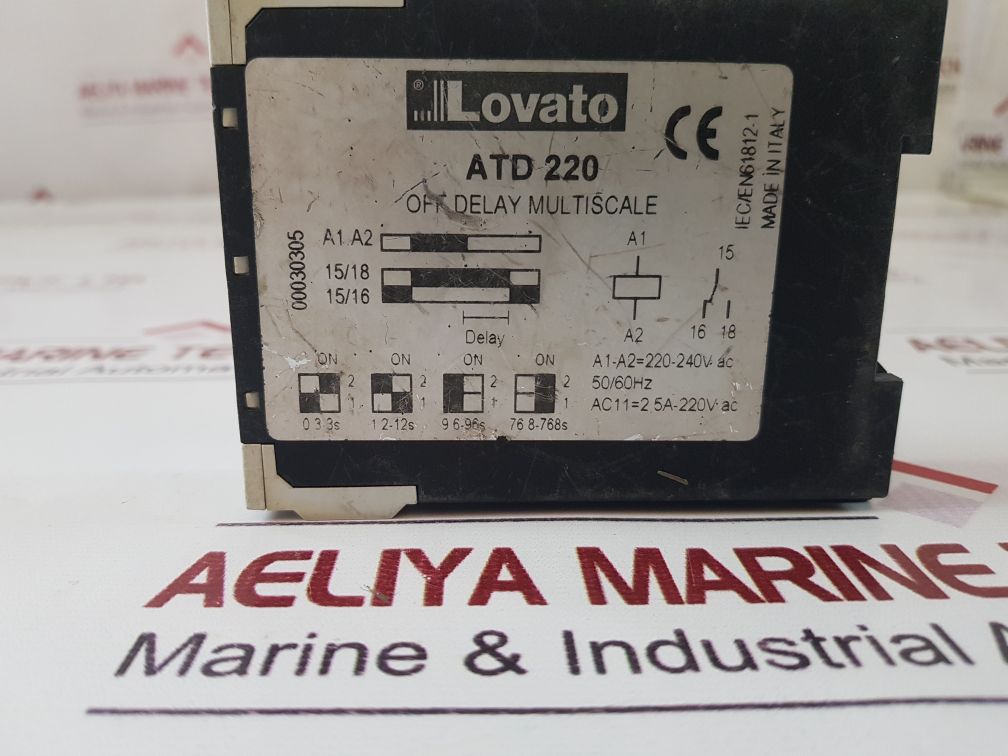 ® Lovato
ATD 220
OFF DELAY MULTISCALE
IEC/EN61812-1
MADE IN ITALY
00030305
A1 A2
15/18
15/16
Delay
A1
15
A2
16 18
ON ON ON ON
2 2 2 2
1 1 1 1
0.3-3s 1.2-12s 9.6-96s 76.8-768s
A1-A2=220-240V ac
50/60Hz
AC11=2.5A-220V ac
AELIYA MARINE
Marine & Industrial